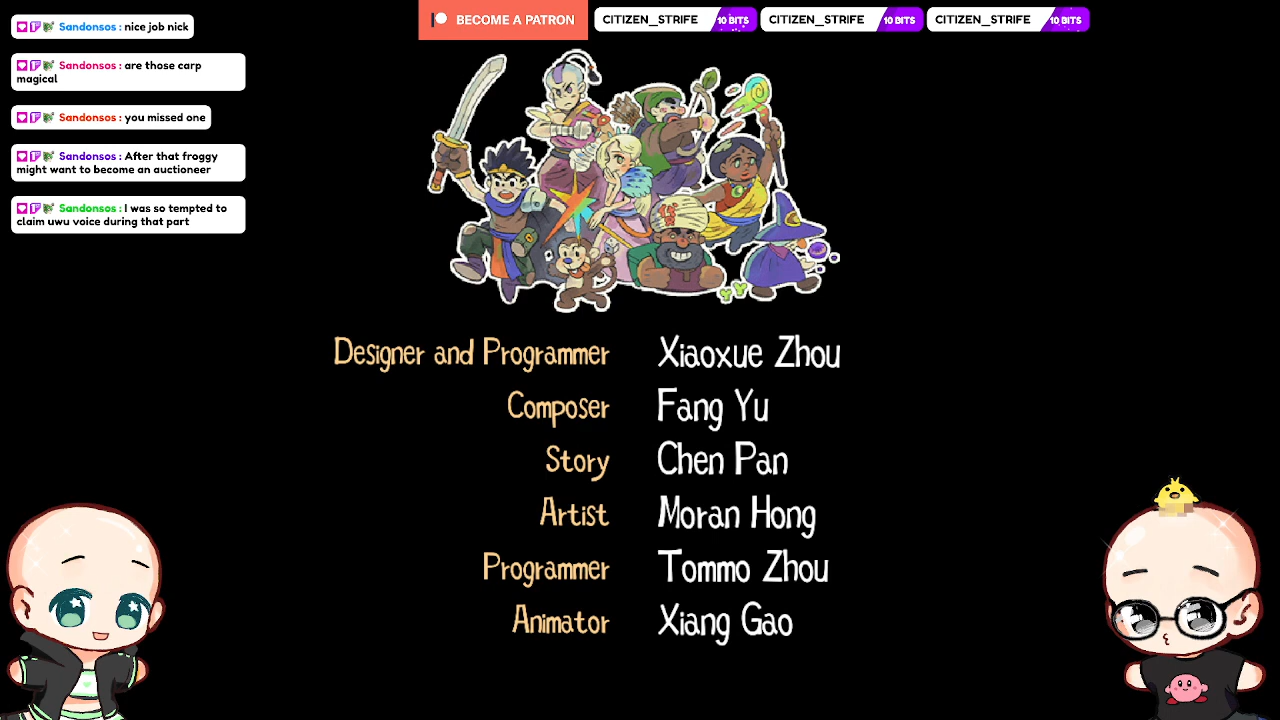 BECOME A PATRON
CITIZEN_STRIFE 10 BITS
CITIZEN_STRIFE 10 BITS
CITIZEN_STRIFE 10 BITS
Sandonsos : nice job nick
Sandonsos : are those carp
magical
Sandonsos : you missed one
Sandonsos : After that froggy
might want to become an auctioneer
Sandonsos : I was so tempted to
claim uwu voice during that part
Designer and Programmer Xiaoxue Zhou
Composer Fang Yu
Story Chen Pan
Artist Moran Hong
Programmer Tommo Zhou
Animator Xiang Gao